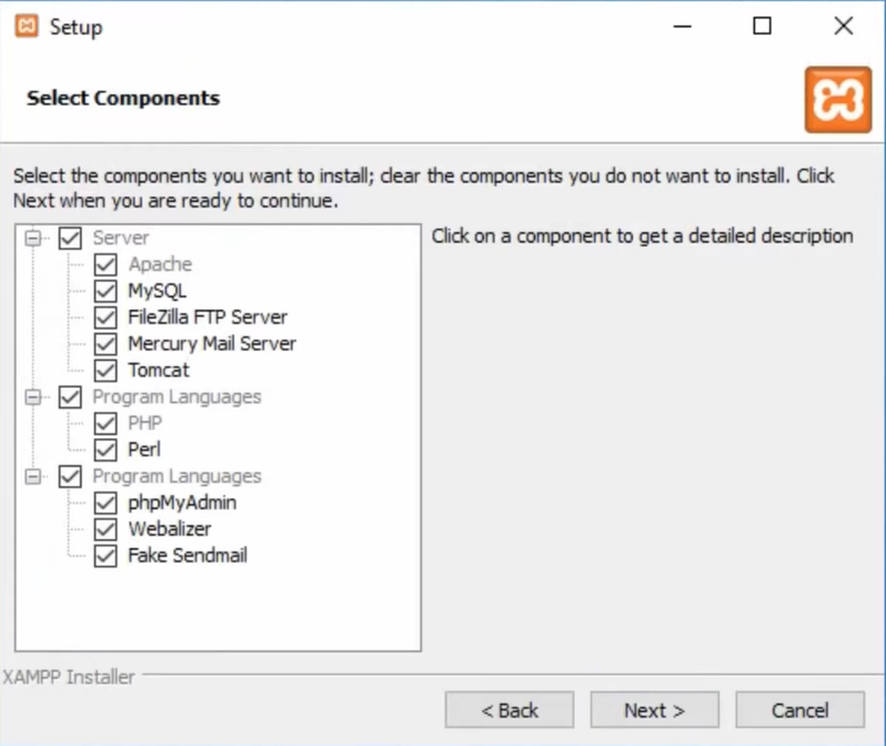 Setup
Select Components
Select the components you want to install; clear the components you do not want to install. Click
Next when you are ready to continue.
Server
Apache
MySQL
FileZilla FTP Server
Mercury Mail Server
Tomcat
Program Languages
PHP
Perl
Program Languages
phpMyAdmin
Webalizer
Fake Sendmail
Click on a component to get a detailed description
XAMPP Installer
< Back
Next >
Cancel